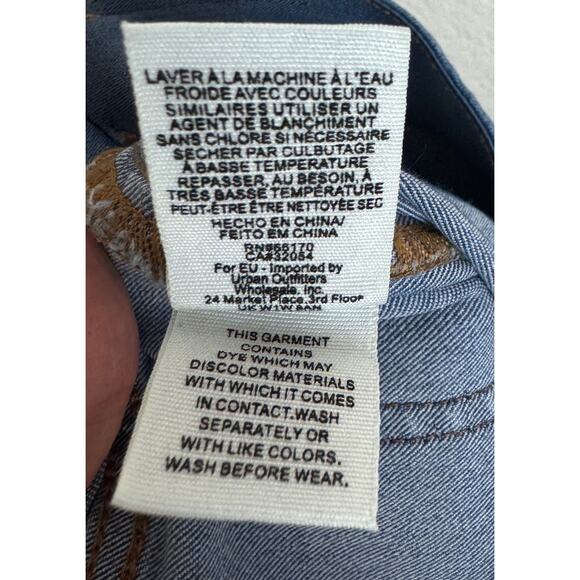 LAVER À LA MACHINE À L'EAU
FROIDE AVEC COULEURS
SIMILAIRES UTILISER UN
AGENT DE BLANCHIMENT
SANS CHLORE SI NÉCESSAIRE
SÉCHER PAR CULBUTAGE
À BASSE TEMPÉRATURE
REPASSER, AU BESOIN, À
TRÈS BASSE TEMPÉRATURE
PEUT-ÊTRE ÊTRE NETTOYÉE SEC
HECHO EN CHINA/
FEITO EM CHINA
RN#66170
CA#32054
For EU - Imported by
Urban Outfitters
Wholesale, Inc.
24 Market Place,3rd Floor
UK W1W 8AN
THIS GARMENT
CONTAINS
DYE WHICH MAY
DISCOLOR MATERIALS
WITH WHICH IT COMES
IN CONTACT.WASH
SEPARATELY OR
WITH LIKE COLORS.
WASH BEFORE WEAR.